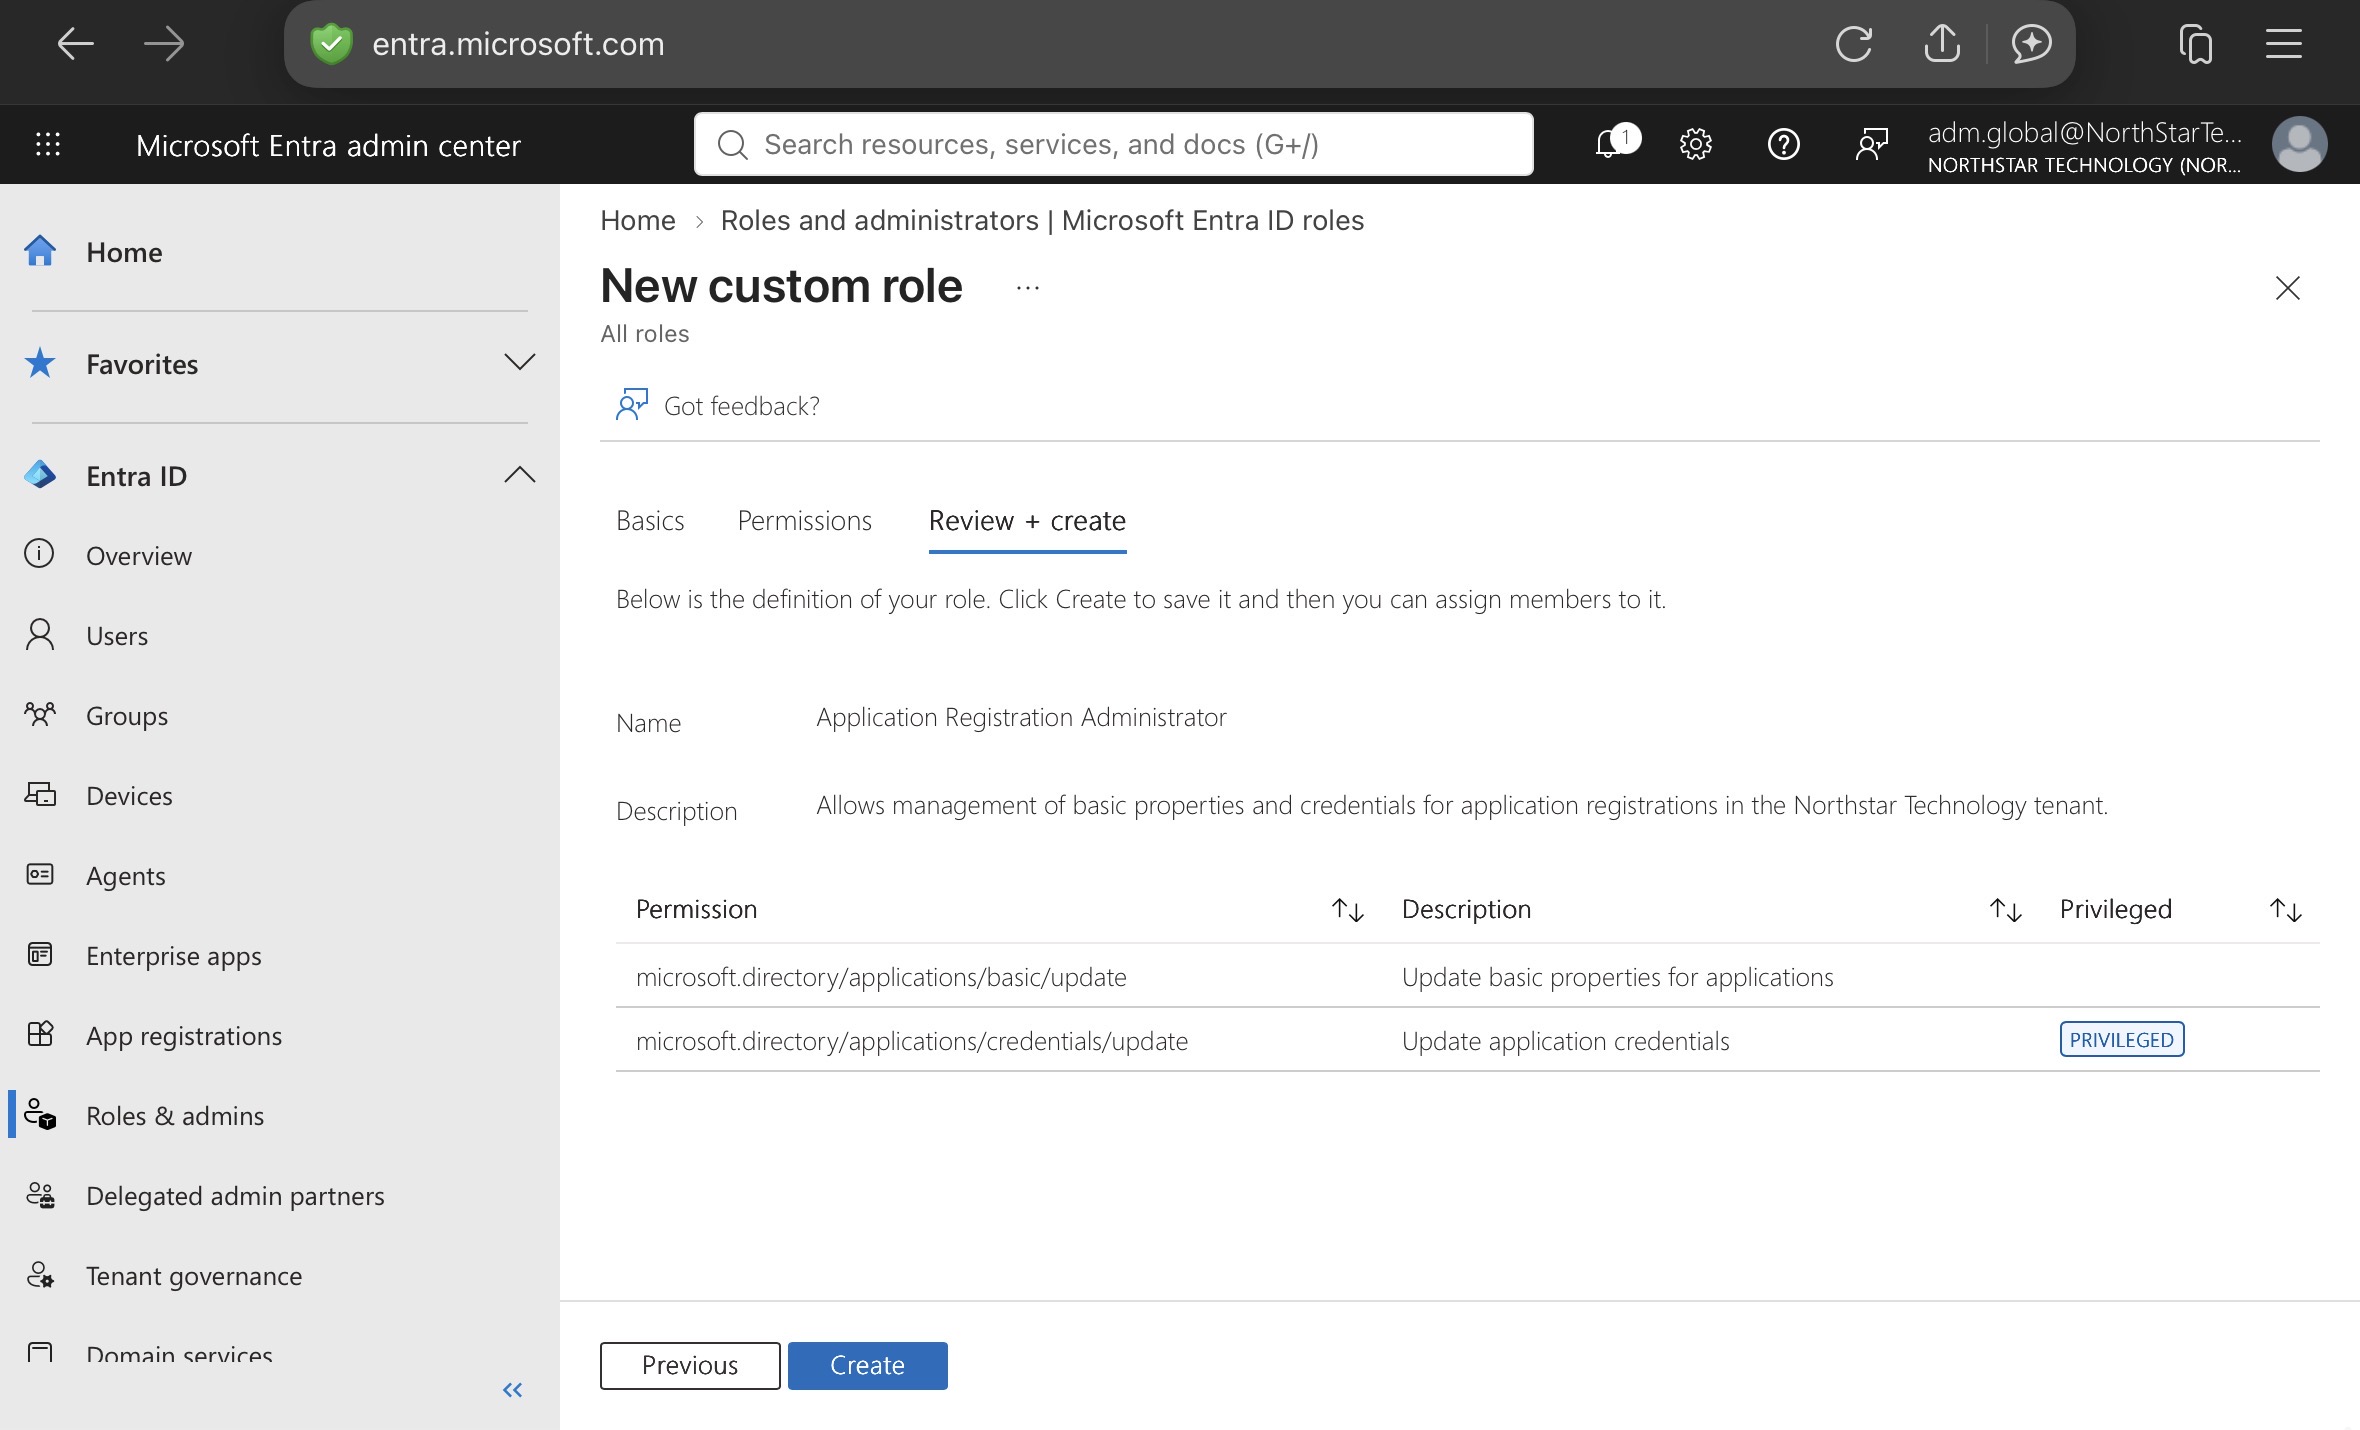 entra.microsoft.com
Microsoft Entra admin center
Search resources, services, and docs (G+/)
1
adm.global@NorthStarTe...
NORTHSTAR TECHNOLOGY (NOR...
Home
Favorites
Entra ID
Overview
Users
Groups
Devices
Agents
Enterprise apps
App registrations
Roles & admins
Delegated admin partners
Tenant governance
Domain services
Home > Roles and administrators | Microsoft Entra ID roles
New custom role ...
All roles
Got feedback?
Basics Permissions Review + create
Below is the definition of your role. Click Create to save it and then you can assign members to it.
Name Application Registration Administrator
Description Allows management of basic properties and credentials for application registrations in the Northstar Technology tenant.
Permission Description Privileged
microsoft.directory/applications/basic/update Update basic properties for applications
microsoft.directory/applications/credentials/update Update application credentials PRIVILEGED
Previous Create